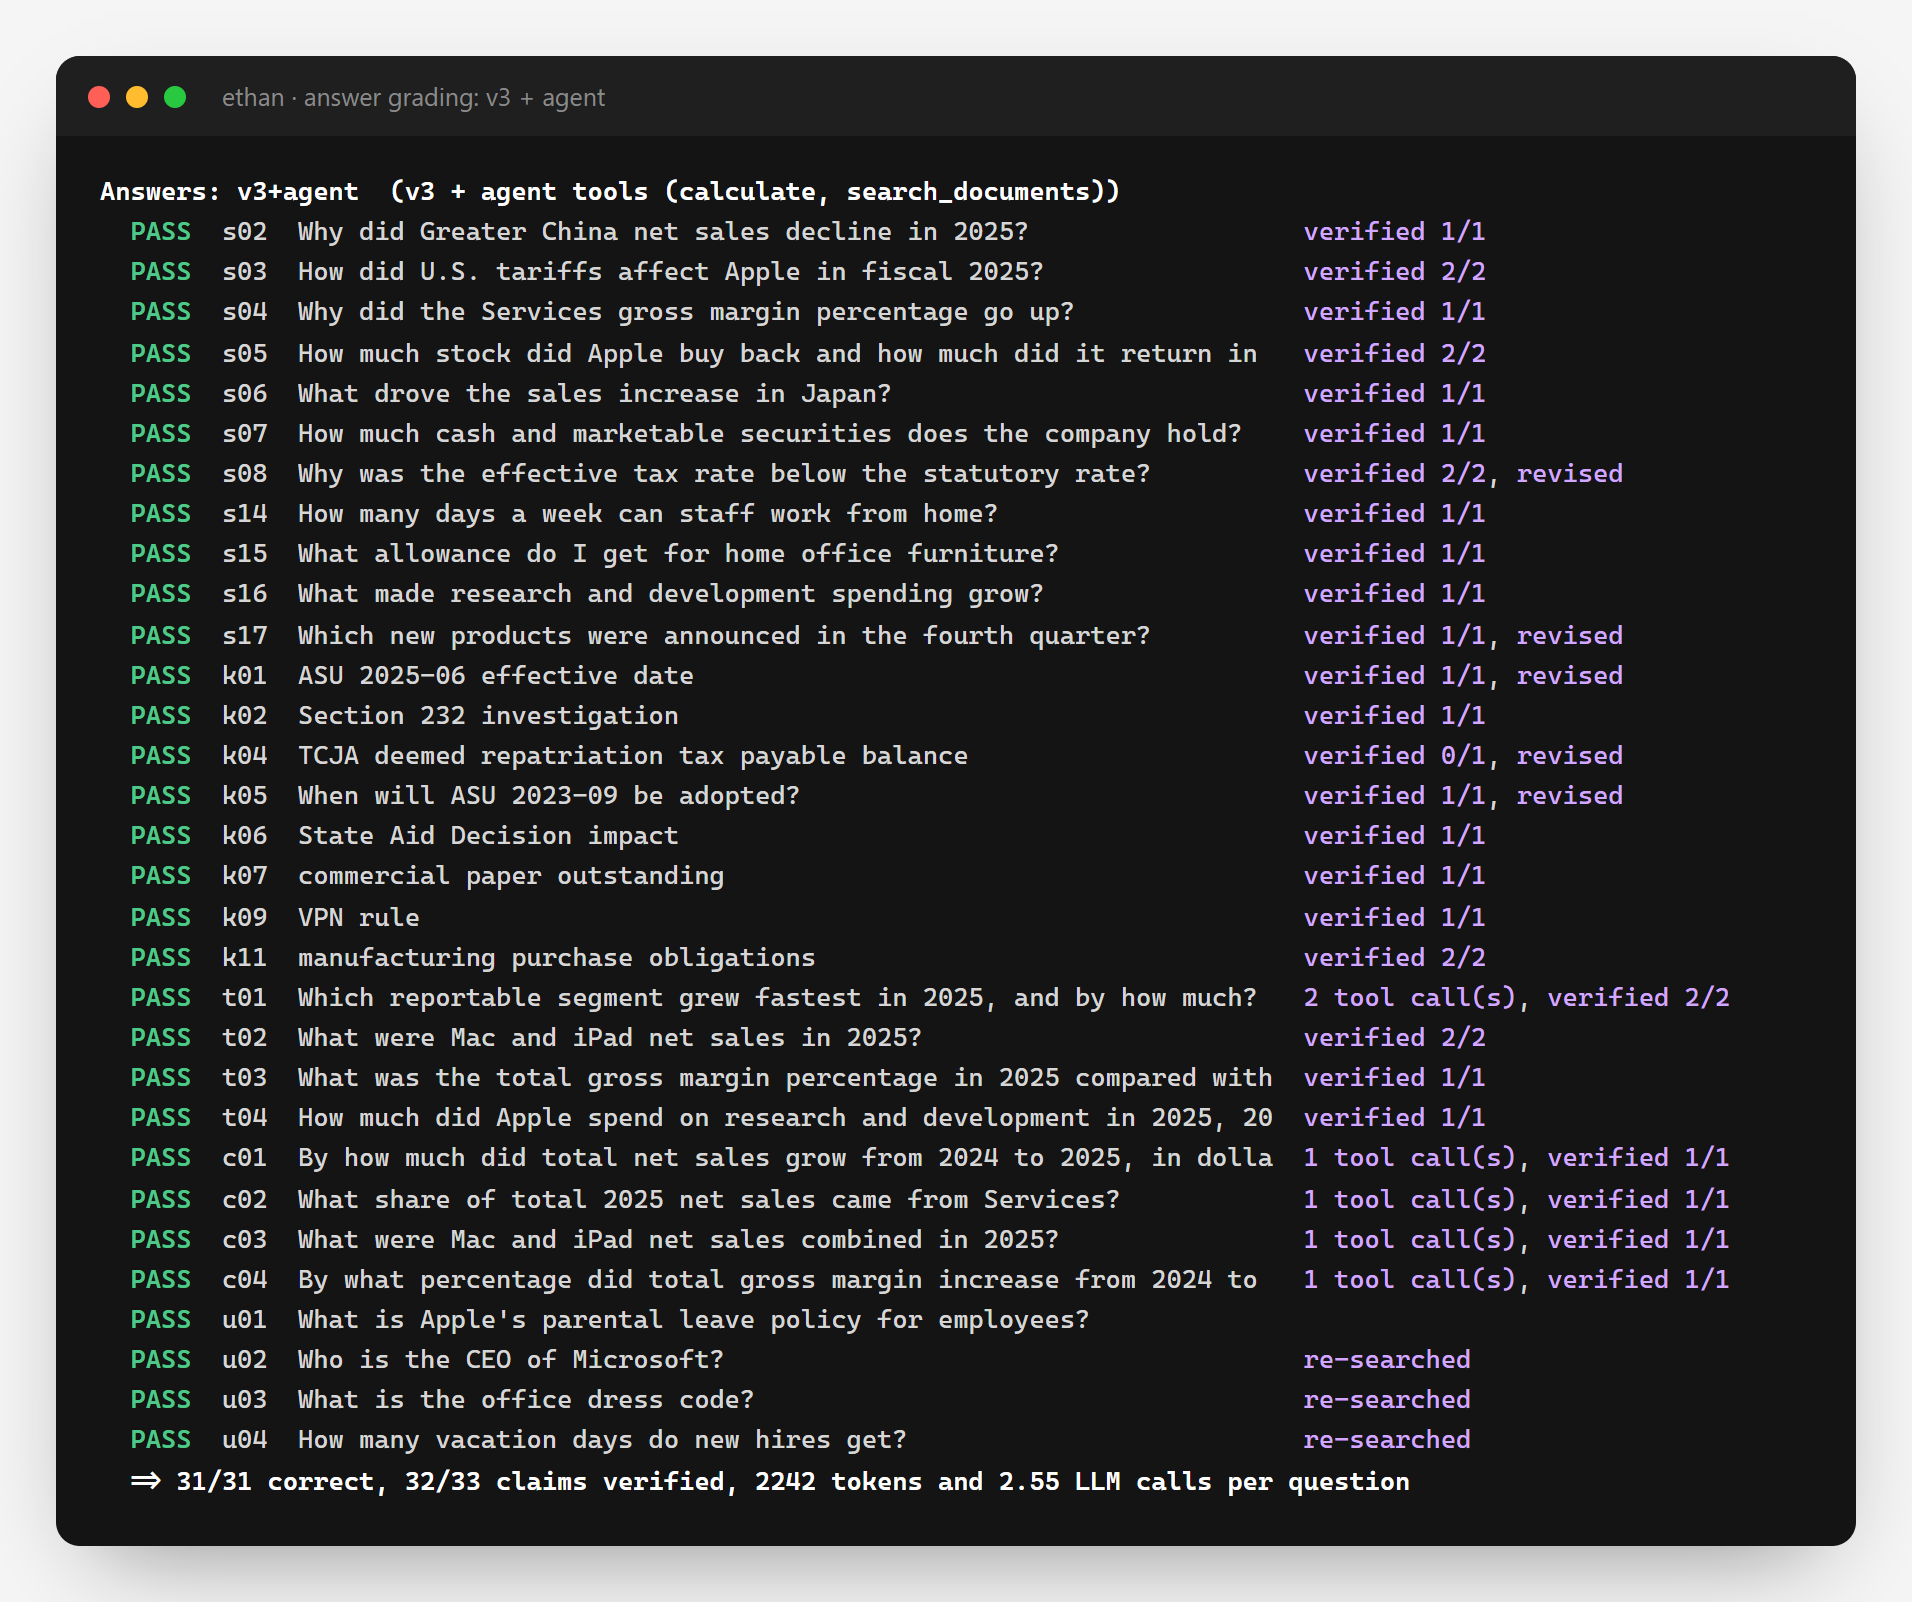 ethan · answer grading: v3 + agent
Answers: v3+agent  (v3 + agent tools (calculate, search_documents))
PASS  s02  Why did Greater China net sales decline in 2025?  verified 1/1
PASS  s03  How did U.S. tariffs affect Apple in fiscal 2025?  verified 2/2
PASS  s04  Why did the Services gross margin percentage go up?  verified 1/1
PASS  s05  How much stock did Apple buy back and how much did it return in  verified 2/2
PASS  s06  What drove the sales increase in Japan?  verified 1/1
PASS  s07  How much cash and marketable securities does the company hold?  verified 1/1
PASS  s08  Why was the effective tax rate below the statutory rate?  verified 2/2, revised
PASS  s14  How many days a week can staff work from home?  verified 1/1
PASS  s15  What allowance do I get for home office furniture?  verified 1/1
PASS  s16  What made research and development spending grow?  verified 1/1
PASS  s17  Which new products were announced in the fourth quarter?  verified 1/1, revised
PASS  k01  ASU 2025-06 effective date  verified 1/1, revised
PASS  k02  Section 232 investigation  verified 1/1
PASS  k04  TCJA deemed repatriation tax payable balance  verified 0/1, revised
PASS  k05  When will ASU 2023-09 be adopted?  verified 1/1, revised
PASS  k06  State Aid Decision impact  verified 1/1
PASS  k07  commercial paper outstanding  verified 1/1
PASS  k09  VPN rule  verified 1/1
PASS  k11  manufacturing purchase obligations  verified 2/2
PASS  t01  Which reportable segment grew fastest in 2025, and by how much?  2 tool call(s), verified 2/2
PASS  t02  What were Mac and iPad net sales in 2025?  verified 2/2
PASS  t03  What was the total gross margin percentage in 2025 compared with  verified 1/1
PASS  t04  How much did Apple spend on research and development in 2025, 20  verified 1/1
PASS  c01  By how much did total net sales grow from 2024 to 2025, in dolla  1 tool call(s), verified 1/1
PASS  c02  What share of total 2025 net sales came from Services?  1 tool call(s), verified 1/1
PASS  c03  What were Mac and iPad net sales combined in 2025?  1 tool call(s), verified 1/1
PASS  c04  By what percentage did total gross margin increase from 2024 to  1 tool call(s), verified 1/1
PASS  u01  What is Apple's parental leave policy for employees?
PASS  u02  Who is the CEO of Microsoft?  re-searched
PASS  u03  What is the office dress code?  re-searched
PASS  u04  How many vacation days do new hires get?  re-searched
⇒ 31/31 correct, 32/33 claims verified, 2242 tokens and 2.55 LLM calls per question